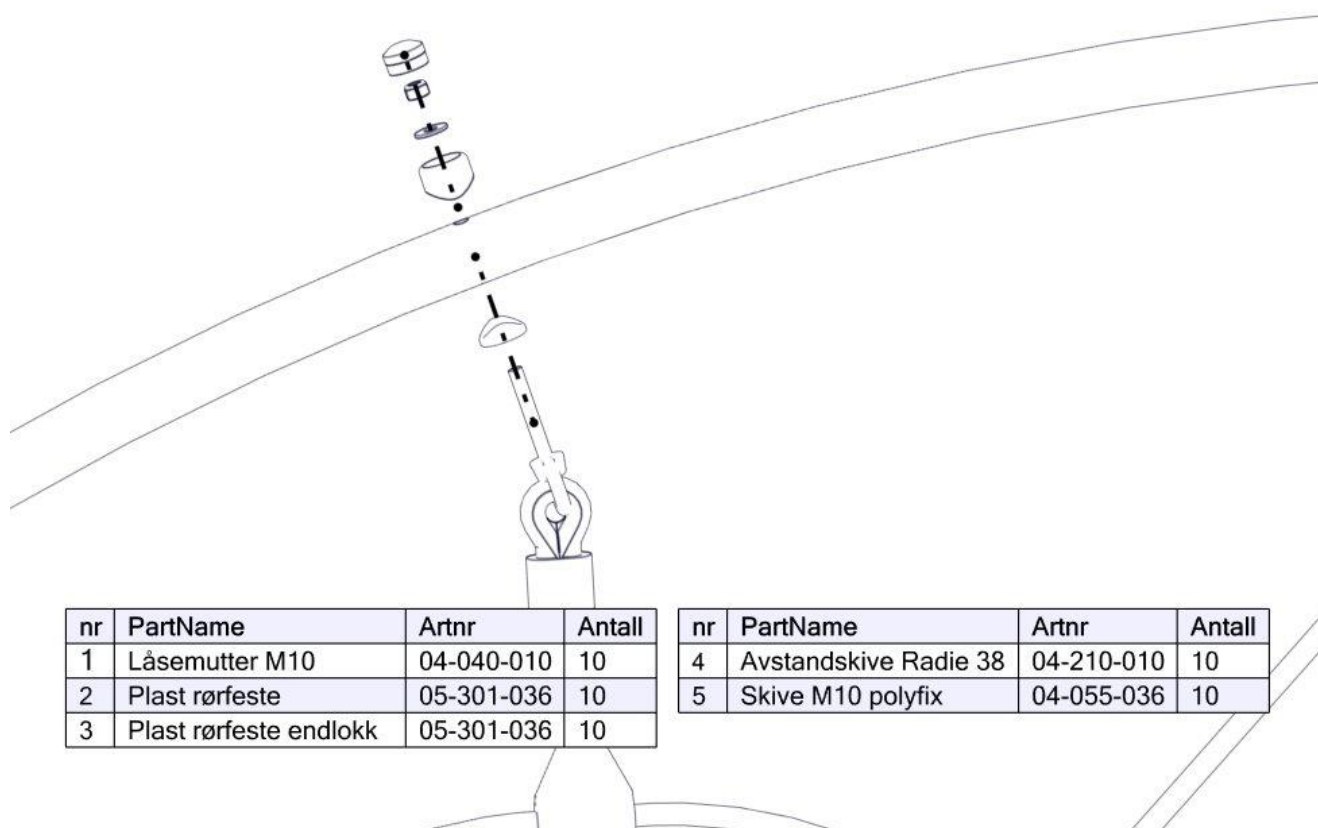 nr PartName Artnr Antall
1 Låsemutter M10 04-040-010 10
2 Plast rørfeste 05-301-036 10
3 Plast rørfeste endlokk 05-301-036 10
nr PartName Artnr Antall
4 Avstandskive Radie 38 04-210-010 10
5 Skive M10 polyfix 04-055-036 10